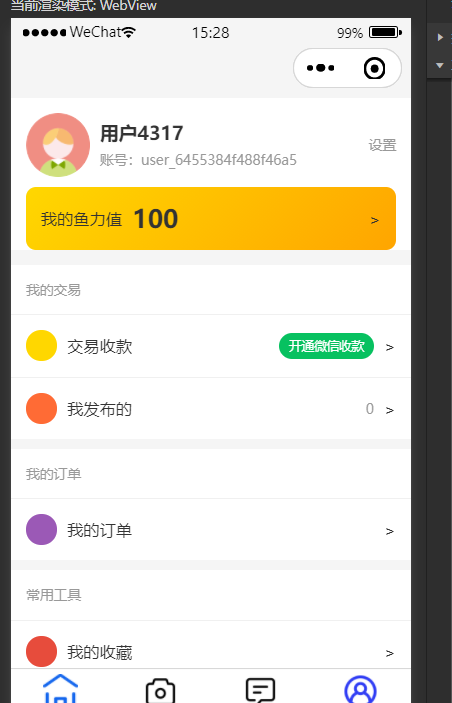 当前渲染模式: WebView
WeChat 15:28 99%
用户4317
设置
账号：user_6455384f488f46a5
我的鱼力值 100 >
我的交易
交易收款 开通微信收款 >
我发布的 0 >
我的订单
我的订单 >
常用工具
我的收藏 >